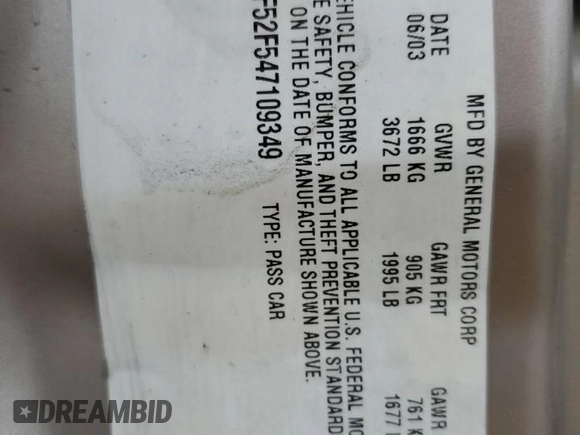 MFD BY GENERAL MOTORS CORP
DATE GVWR GAWR FRT GAWR
06/03 1666 KG 905 KG 761 K
3672 LB 1995 LB 1677
EHICLE CONFORMS TO ALL APPLICABLE U.S. FEDERAL MO
E SAFETY, BUMPER, AND THEFT PREVENTION STANDARD
ON THE DATE OF MANUFACTURE SHOWN ABOVE.
F52F547109349 TYPE: PASS CAR
DREAMBID